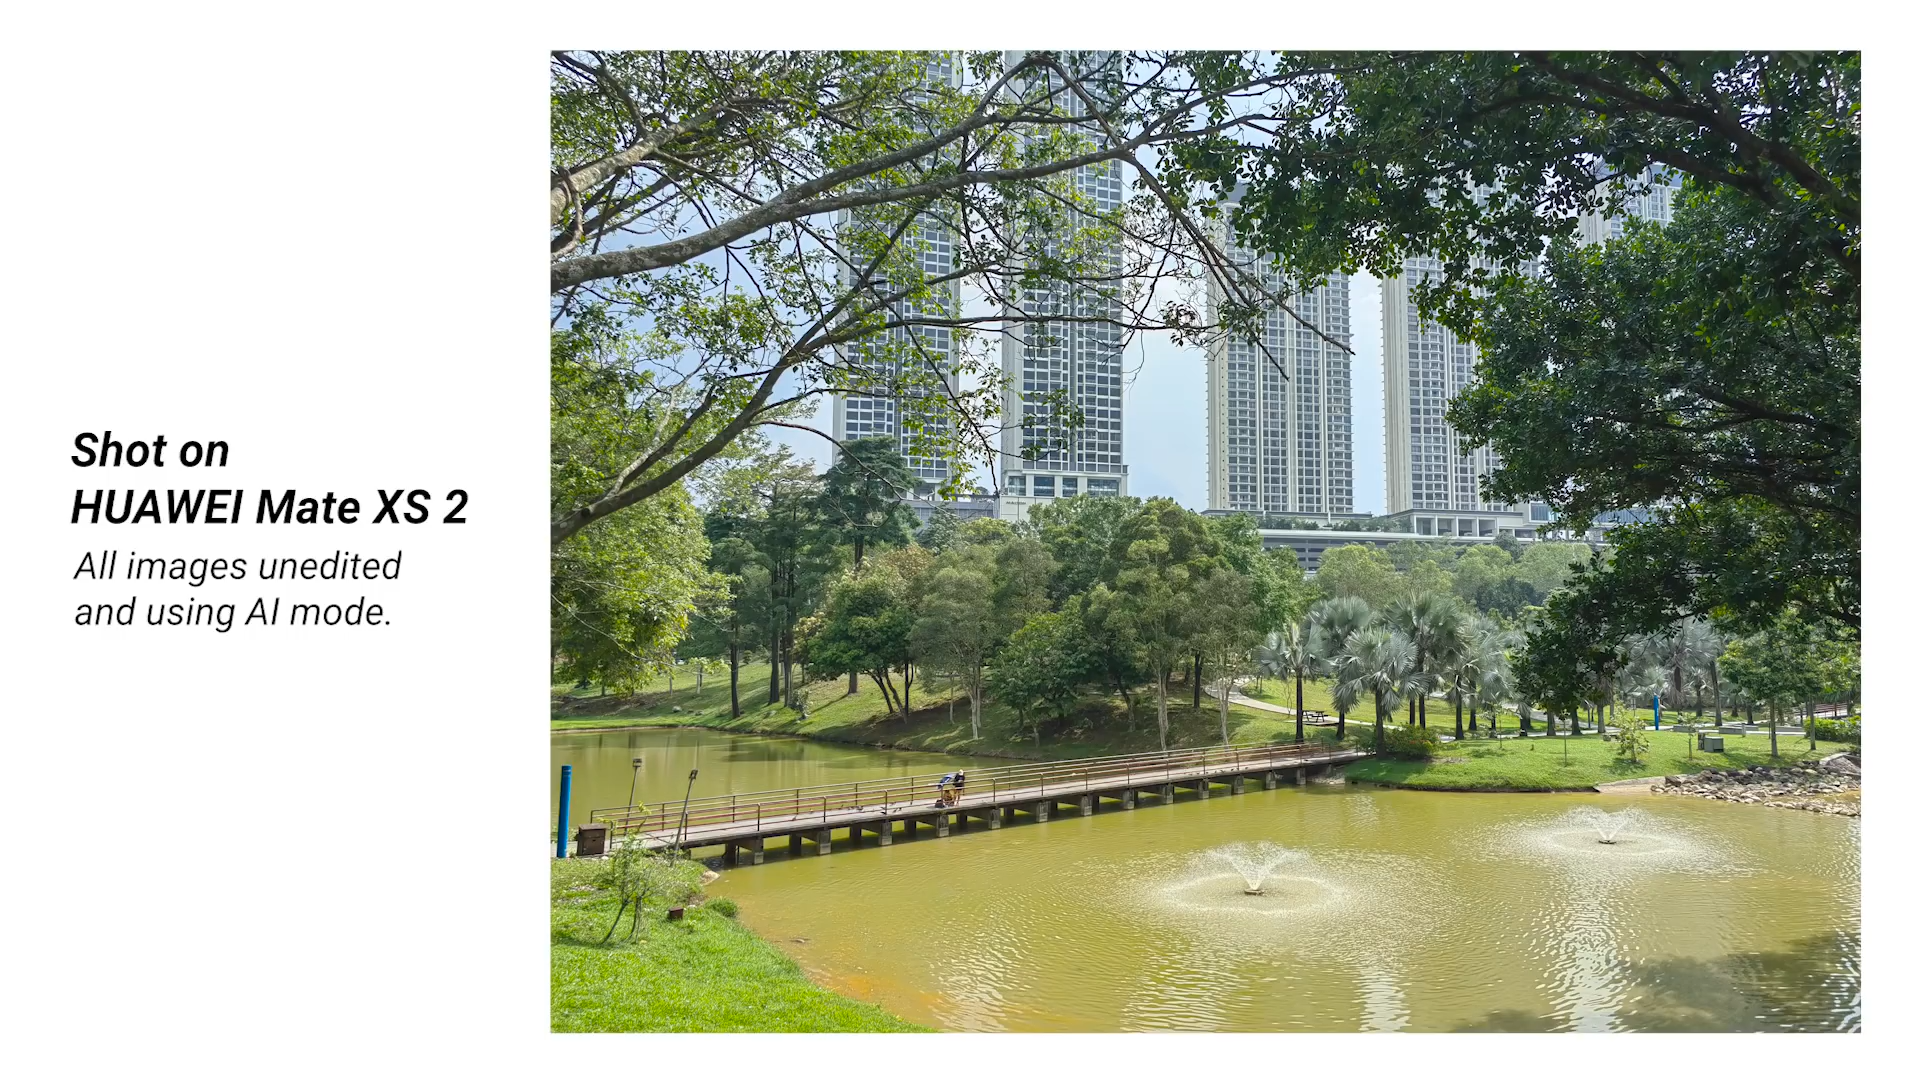 Shot on
HUAWEI Mate XS 2
All images unedited
and using AI mode.